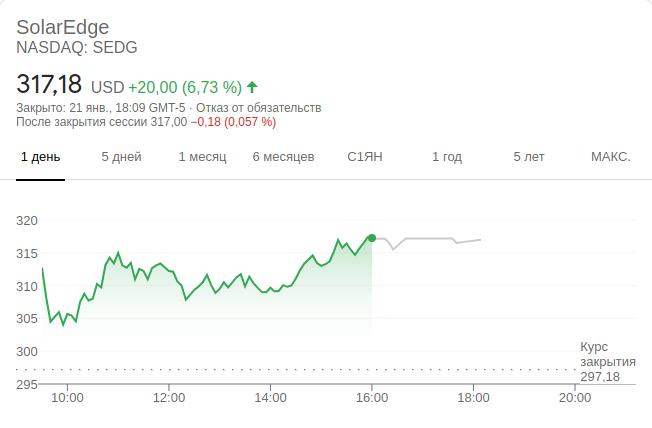 SolarEdge
NASDAQ: SEDG
317,18 USD +20,00 (6,73 %)
Закрыто: 21 янв., 18:09 GMT-5 · Отказ от обязательств
После закрытия сессии 317,00 −0,18 (0,057 %)
1 день 5 дней 1 месяц 6 месяцев С1ЯН 1 год 5 лет МАКС.
320
315
310
305
300
Курс
закрытия
297,18
295
10:00 12:00 14:00 16:00 18:00 20:00